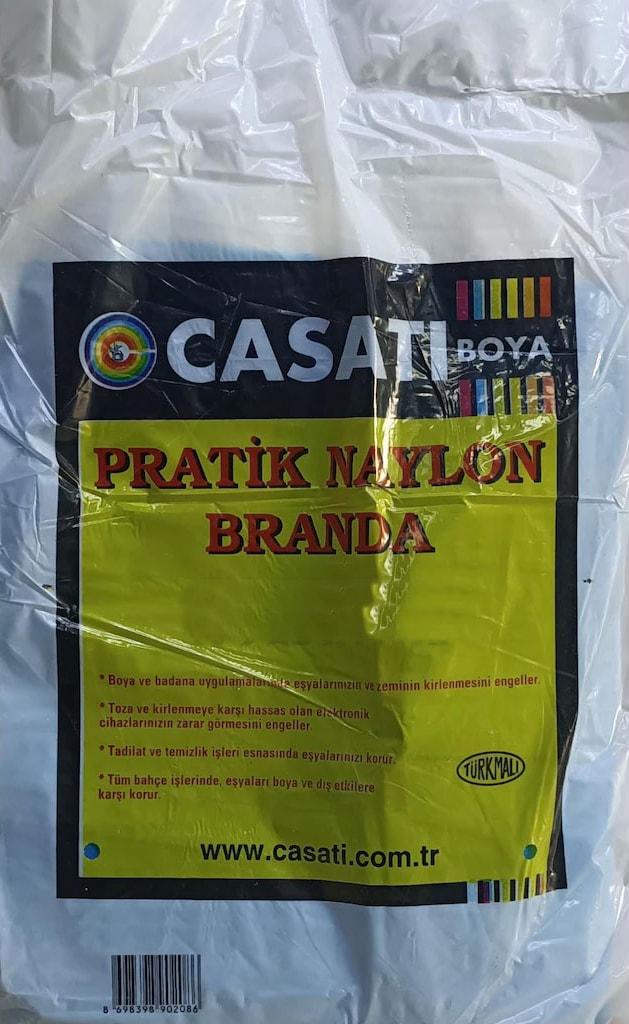 CASATI BOYA
PRATİK NAYLON
BRANDA
* Boya ve badana uygulamalarında eşyalarınızın ve zeminin kirlenmesini engeller.
* Toza ve kirlenmeye karşı hassas olan elektronik
cihazlarınızın zarar görmesini engeller.
* Tadilat ve temizlik işleri esnasında eşyalarınızı korur.
* Tüm bahçe işlerinde, eşyaları boya ve dış etkilere
karşı korur.
TÜRKMALI
www.casati.com.tr
8 698398 902086